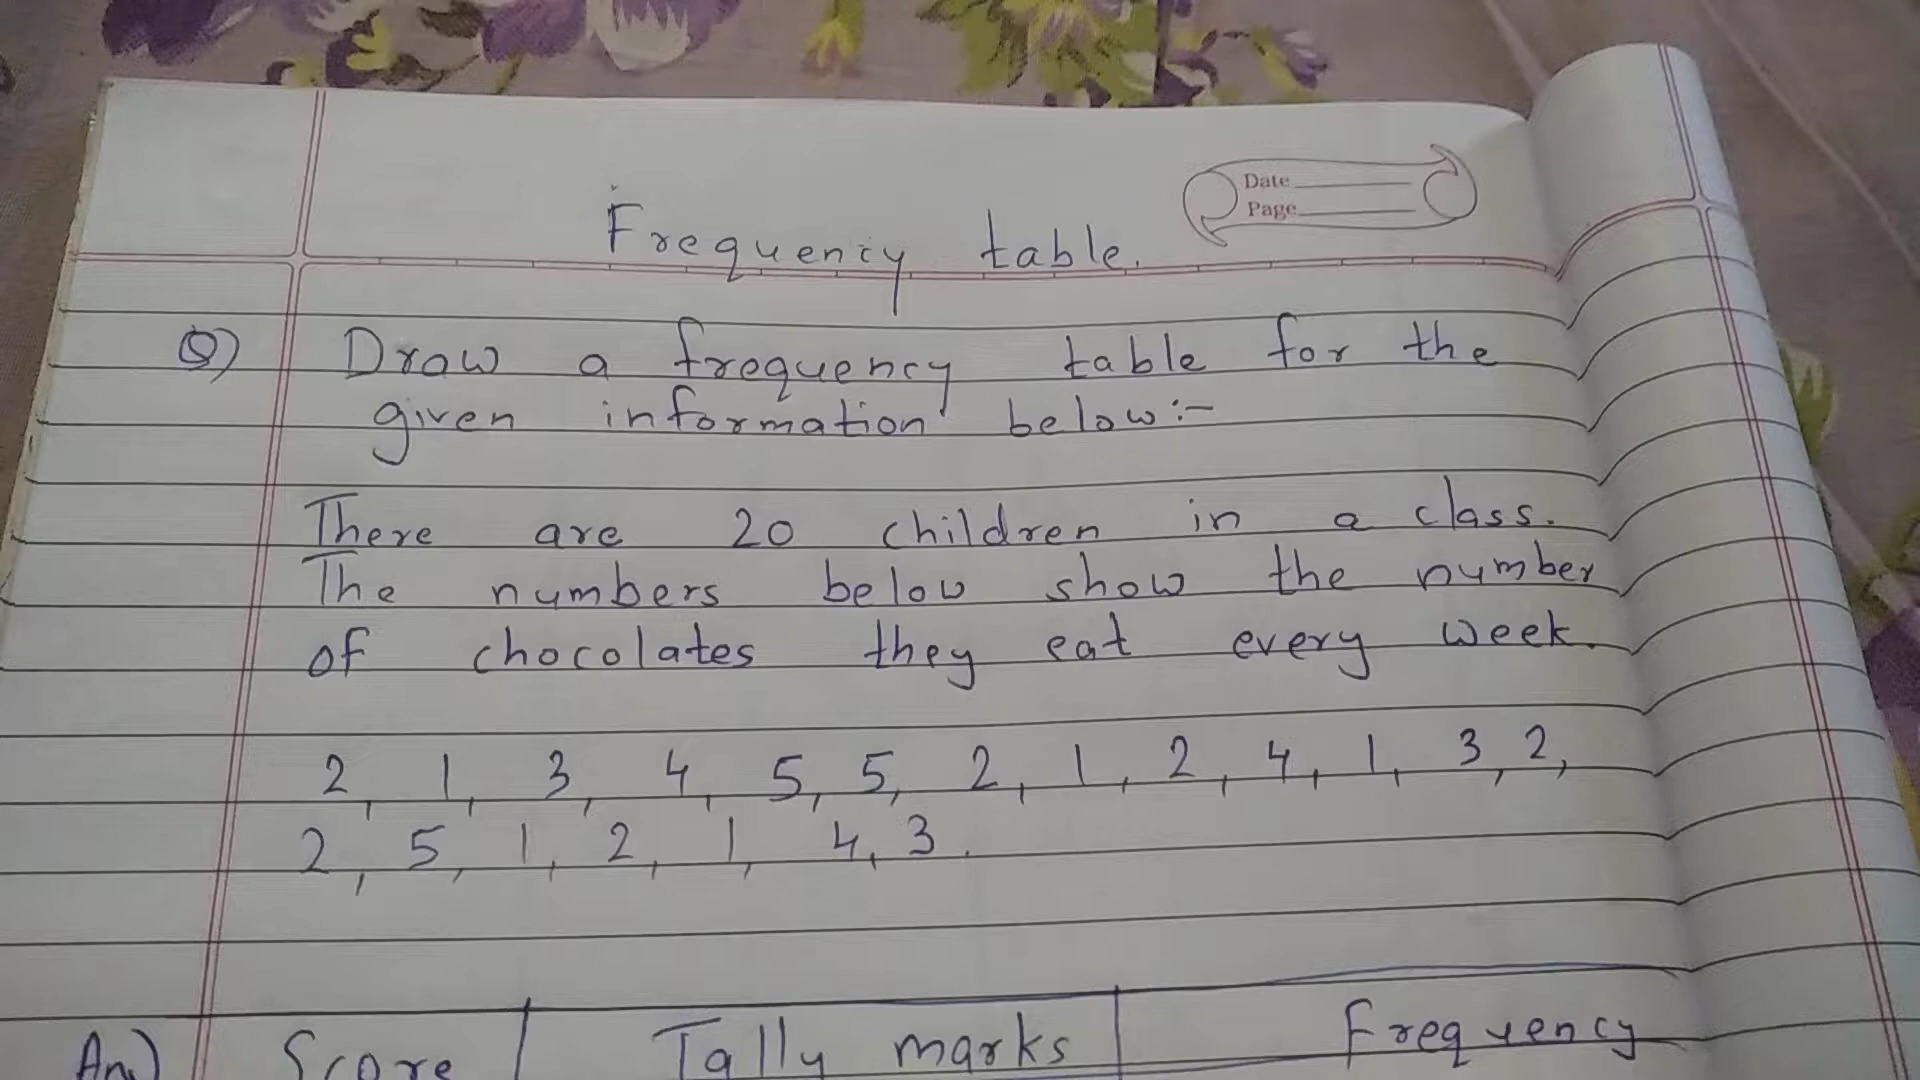 Date
Page
Frequency table.
Q) Draw a frequency table for the
given information below:-
There are 20 children in a class.
The numbers below show the number
of chocolates they eat every week.
2, 1, 3, 4, 5, 5, 2, 1, 2, 4, 1, 3, 2,
2, 5, 1, 2, 1, 4, 3.
An) Score Tally marks Frequency